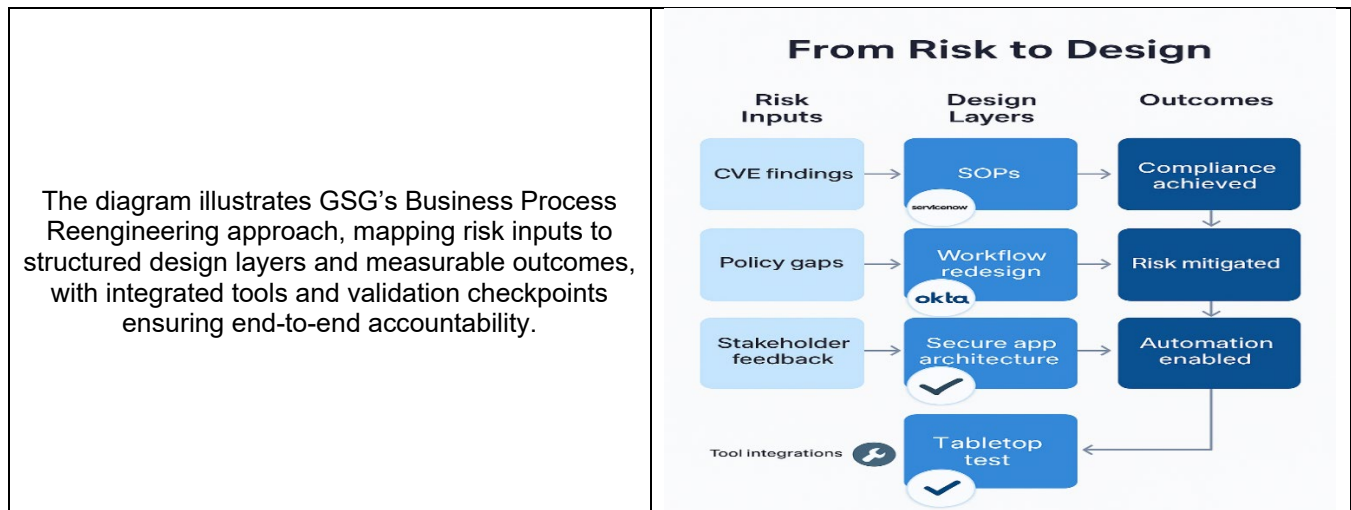 The diagram illustrates GSG’s Business Process
Reengineering approach, mapping risk inputs to
structured design layers and measurable outcomes,
with integrated tools and validation checkpoints
ensuring end-to-end accountability.
From Risk to Design
Risk
Inputs
Design
Layers
Outcomes
CVE findings
SOPs
servicenow
Compliance
achieved
Policy gaps
Workflow
redesign
okta
Risk mitigated
Stakeholder
feedback
Secure app
architecture
Automation
enabled
Tool integrations
Tabletop
test